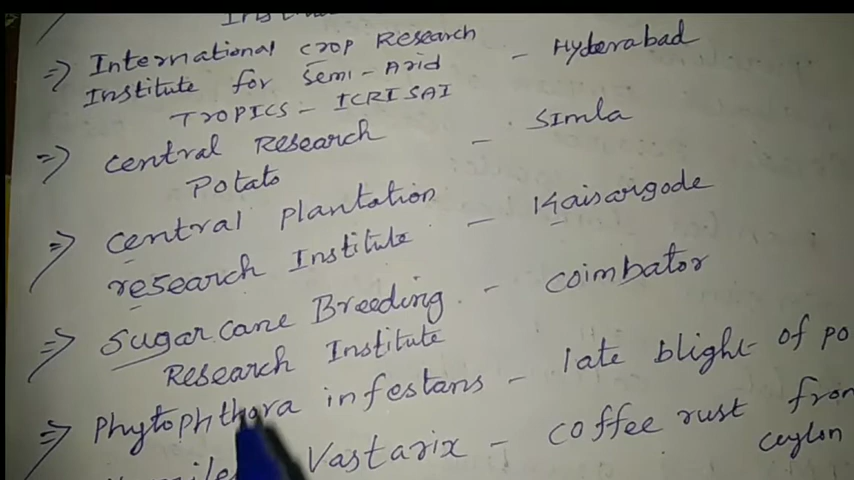 => International crop Research
Institute for Semi-Arid - Hyderabad
TROPICS - ICRISAI
=> Central Research - Simla
Potato
=> Central plantation
research Institute - Kaisargode
=> Sugarcane Breeding - Coimbator
Research Institute
=> Phytophthora infestans - late blight of po
Vastarix - coffee rust from
Ceylon